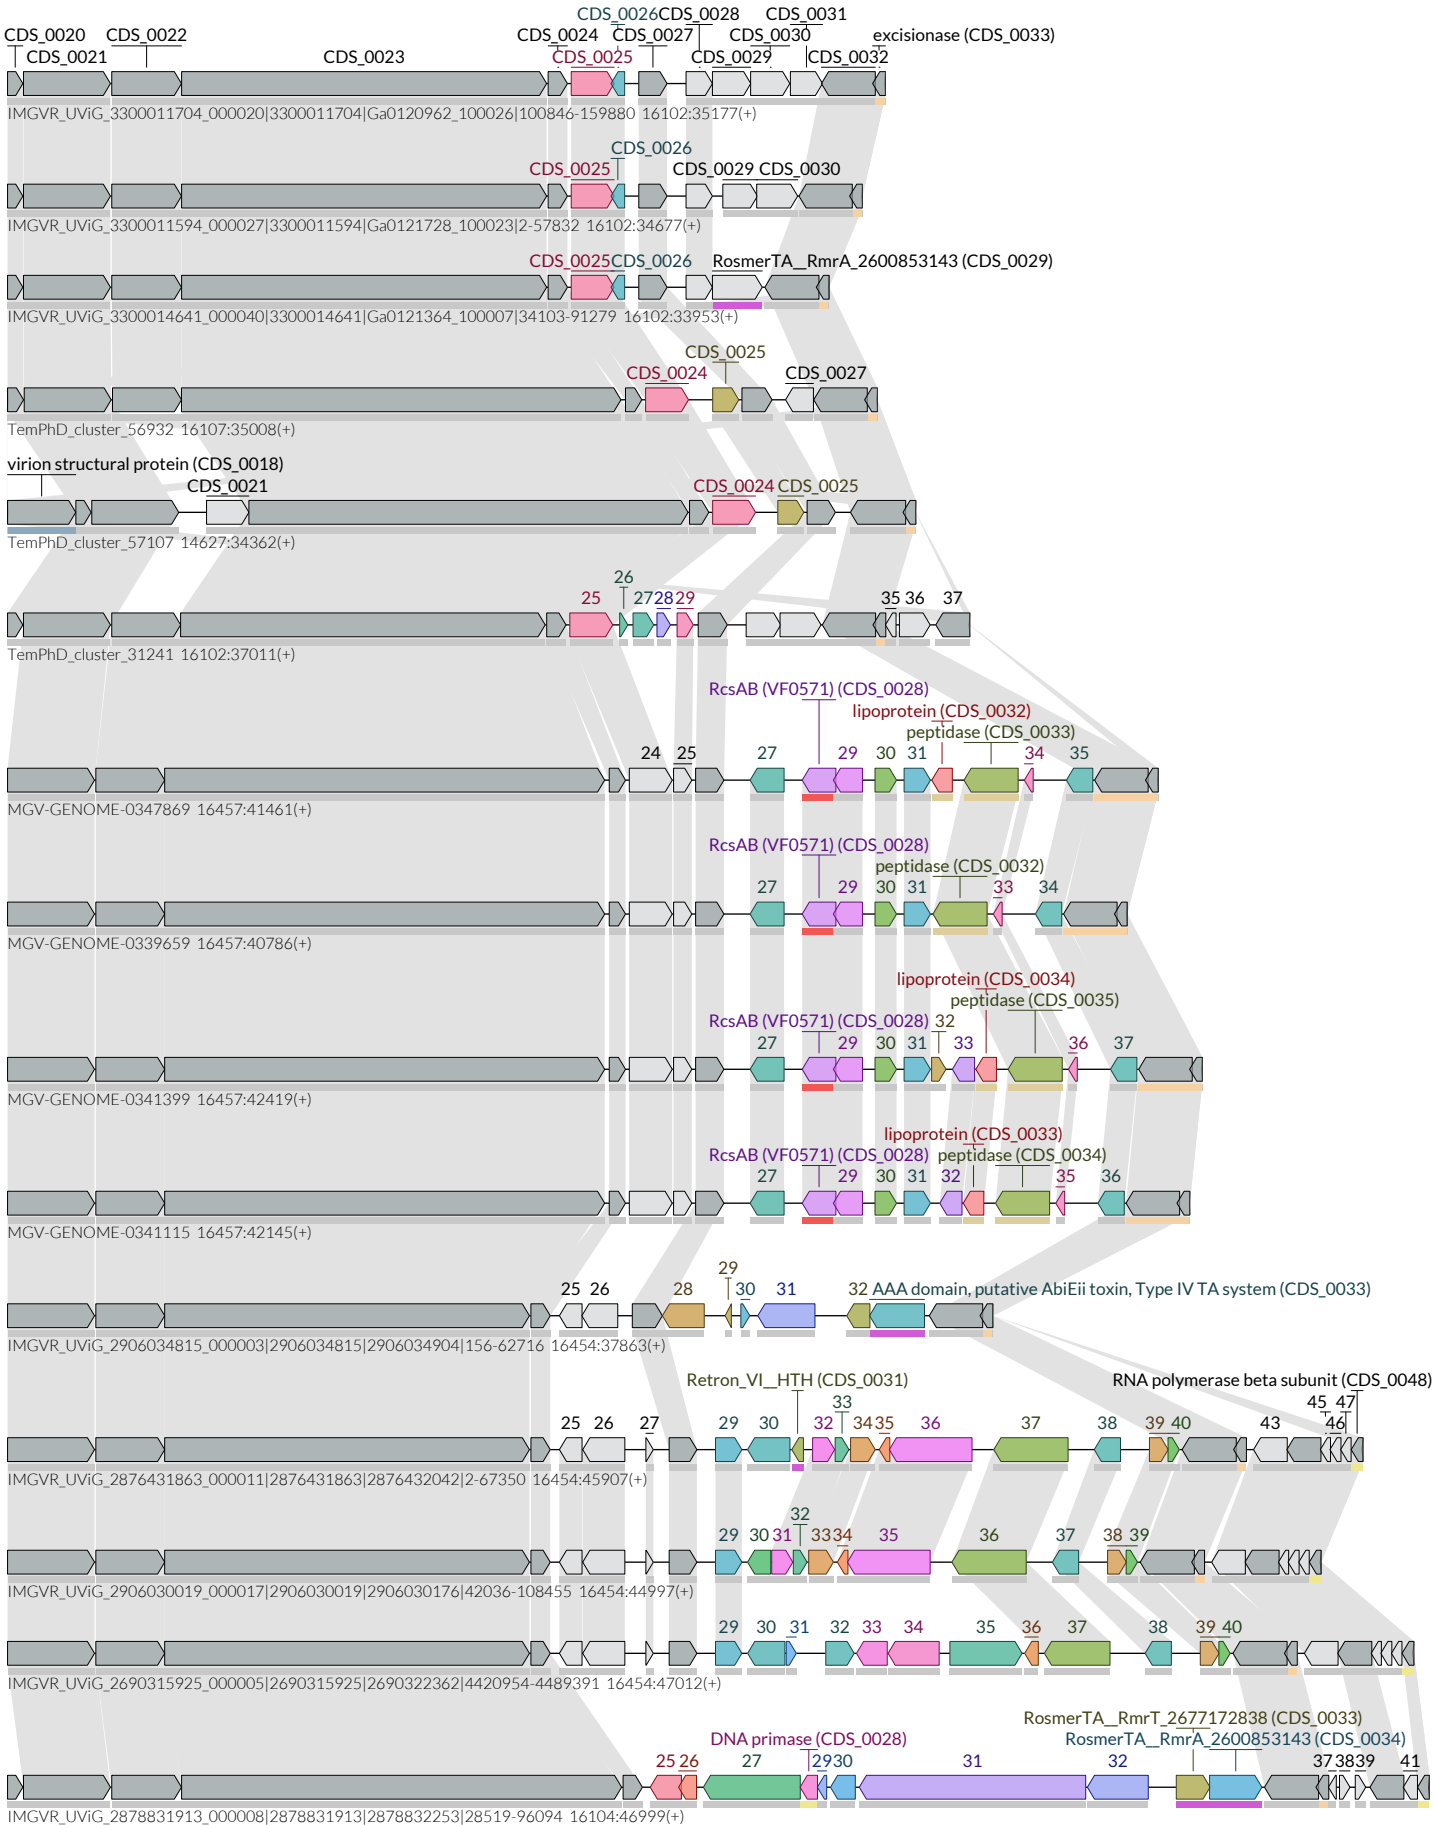 CDS_0026 CDS_0028 CDS_0031
CDS_0020 CDS_0022 CDS_0024 CDS_0027 CDS_0030 excisionase (CDS_0033)
CDS_0021 CDS_0023 CDS_0025 CDS_0029 CDS_0032
IMGVR_UViG_3300011704_000020|3300011704|Ga0120962_100026|100846-159880 16102:35177(+)
CDS_0026
CDS_0025 CDS_0029 CDS_0030
IMGVR_UViG_3300011594_000027|3300011594|Ga0121728_100023|2-57832 16102:34677(+)
CDS_0025 CDS_0026 RosmerTA__RmrA_2600853143 (CDS_0029)
IMGVR_UViG_3300014641_000040|3300014641|Ga0121364_100007|34103-91279 16102:33953(+)
CDS_0025
CDS_0024 CDS_0027
TemPhD_cluster_56932 16107:35008(+)
virion structural protein (CDS_0018)
CDS_0021 CDS_0024 CDS_0025
TemPhD_cluster_57107 14627:34362(+)
26
25 27 28 29 35 36 37
TemPhD_cluster_31241 16102:37011(+)
RcsAB (VF0571) (CDS_0028)
lipoprotein (CDS_0032)
peptidase (CDS_0033)
24 25 27 29 30 31 34 35
MGV-GENOME-0347869 16457:41461(+)
RcsAB (VF0571) (CDS_0028)
peptidase (CDS_0032)
27 29 30 31 33 34
MGV-GENOME-0339659 16457:40786(+)
lipoprotein (CDS_0034)
peptidase (CDS_0035)
RcsAB (VF0571) (CDS_0028) 32
27 29 30 31 33 36 37
MGV-GENOME-0341399 16457:42419(+)
lipoprotein (CDS_0033)
RcsAB (VF0571) (CDS_0028) peptidase (CDS_0034)
27 29 30 31 32 35 36
MGV-GENOME-0341115 16457:42145(+)
29
25 26 28 30 31 32 AAA domain, putative AbiEii toxin, Type IV TA system (CDS_0033)
IMGVR_UViG_2906034815_000003|2906034815|2906034904|156-62716 16454:37863(+)
Retron_VI__HTH (CDS_0031) RNA polymerase beta subunit (CDS_0048)
33 45 47
25 26 27 29 30 32 34 35 36 37 38 39 40 43 46
IMGVR_UViG_2876431863_000011|2876431863|2876432042|2-67350 16454:45907(+)
32
29 30 31 33 34 35 36 37 38 39
IMGVR_UViG_2906030019_000017|2906030019|2906030176|42036-108455 16454:44997(+)
29 30 31 32 33 34 35 36 37 38 39 40
IMGVR_UViG_2690315925_000005|2690315925|2690322362|4420954-4489391 16454:47012(+)
RosmerTA__RmrT_2677172838 (CDS_0033)
DNA primase (CDS_0028) RosmerTA__RmrA_2600853143 (CDS_0034)
25 26 27 29 30 31 32 37 38 39 41
IMGVR_UViG_2878831913_000008|2878831913|2878832253|28519-96094 16104:46999(+)